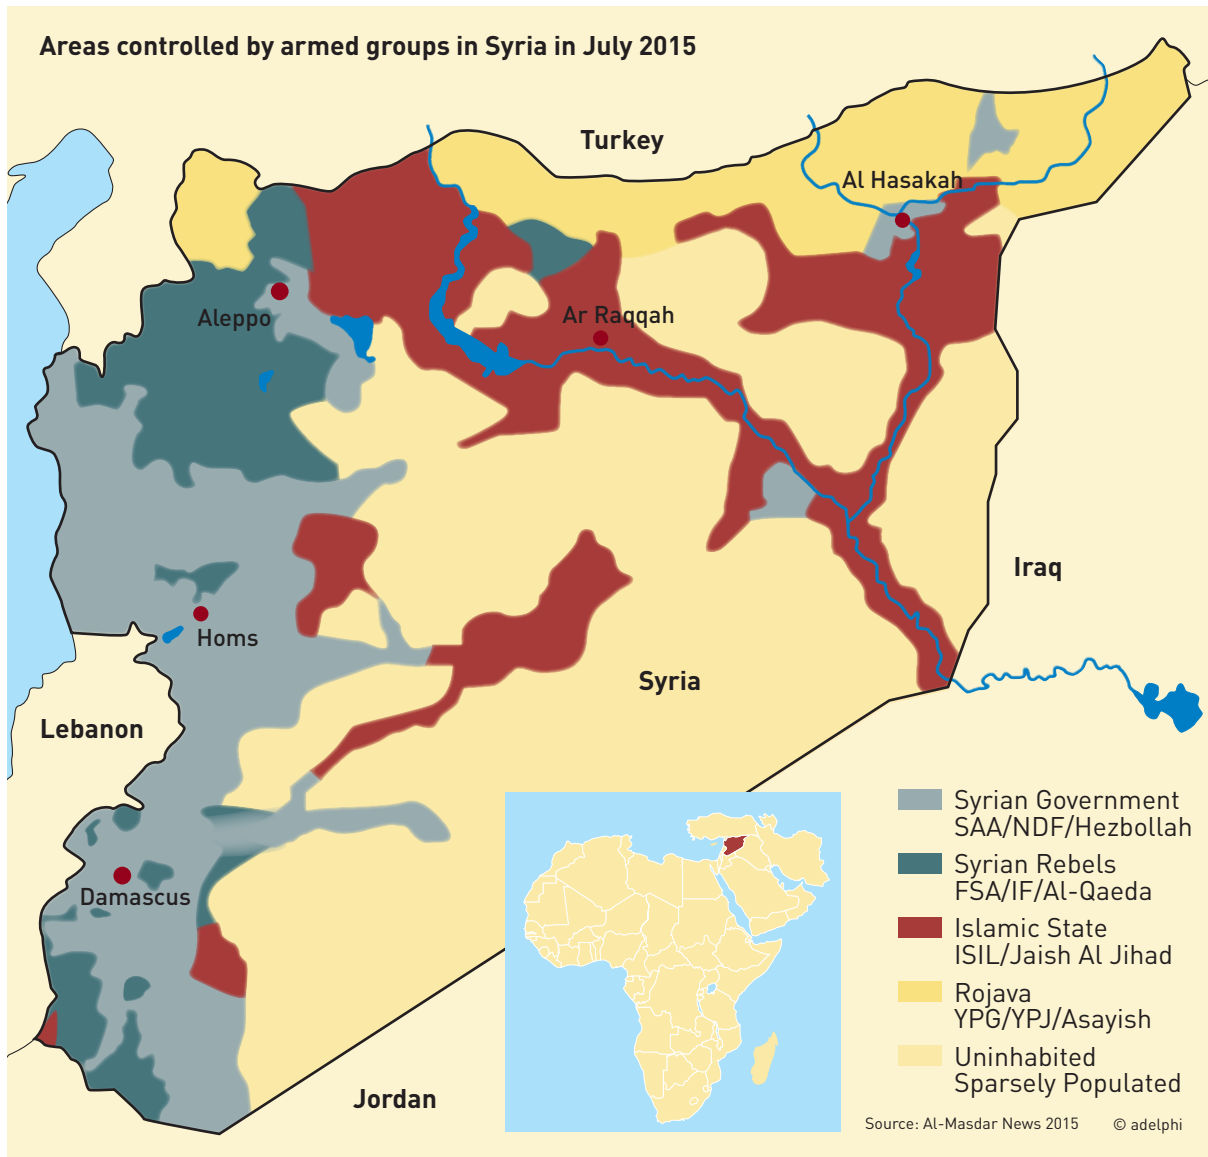 Areas controlled by armed groups in Syria in July 2015
Turkey
Al Hasakah
Aleppo
Ar Raqqah
Iraq
Homs
Syria
Lebanon
Damascus
Jordan
Syrian Government
SAA/NDF/Hezbollah
Syrian Rebels
FSA/IF/Al-Qaeda
Islamic State
ISIL/Jaish Al Jihad
Rojava
YPG/YPJ/Asayish
Uninhabited
Sparsely Populated
Source: Al-Masdar News 2015 © adelphi